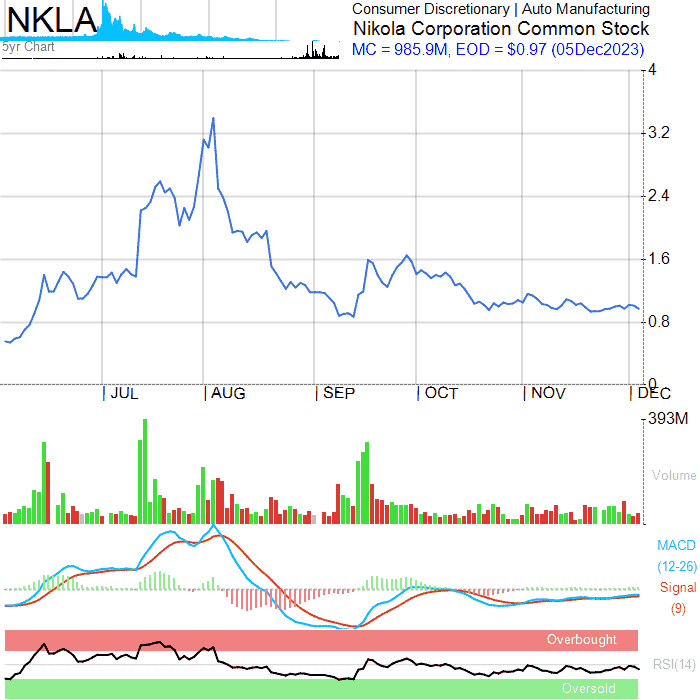 NKLA
5yr Chart
Consumer Discretionary | Auto Manufacturing
Nikola Corporation Common Stock
MC = 985.9M, EOD = $0.97 (05Dec2023)
4
3.2
2.4
1.6
0.8
0
JUL
AUG
SEP
OCT
NOV
DEC
393M
Volume
MACD
(12-26)
Signal
(9)
Overbought
RSI(14)
Oversold